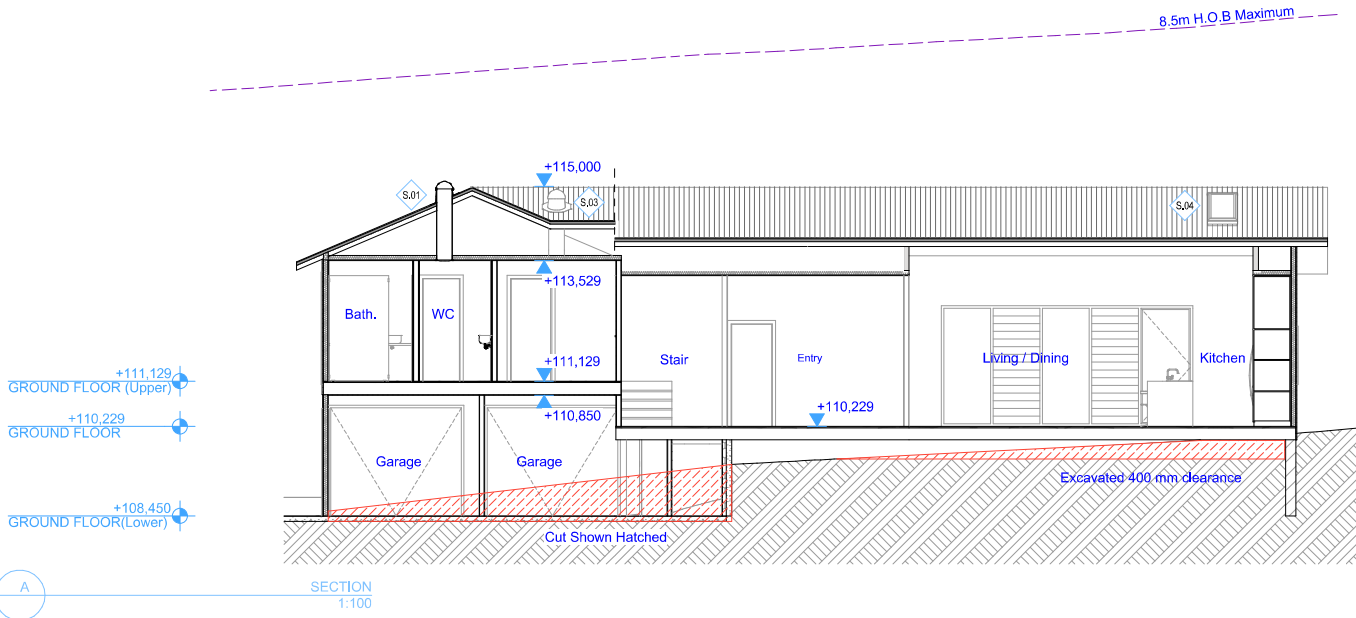 8.5m H.O.B Maximum
+115,000
S.01
S.03
S.04
+113,529
Bath.
WC
+111,129
Stair
Entry
Living / Dining
Kitchen
+111,129
GROUND FLOOR (Upper)
+110,850
+110,229
+110,229
GROUND FLOOR
Garage
Garage
Excavated 400 mm clearance
+108,450
GROUND FLOOR(Lower)
Cut Shown Hatched
A
SECTION
1:100